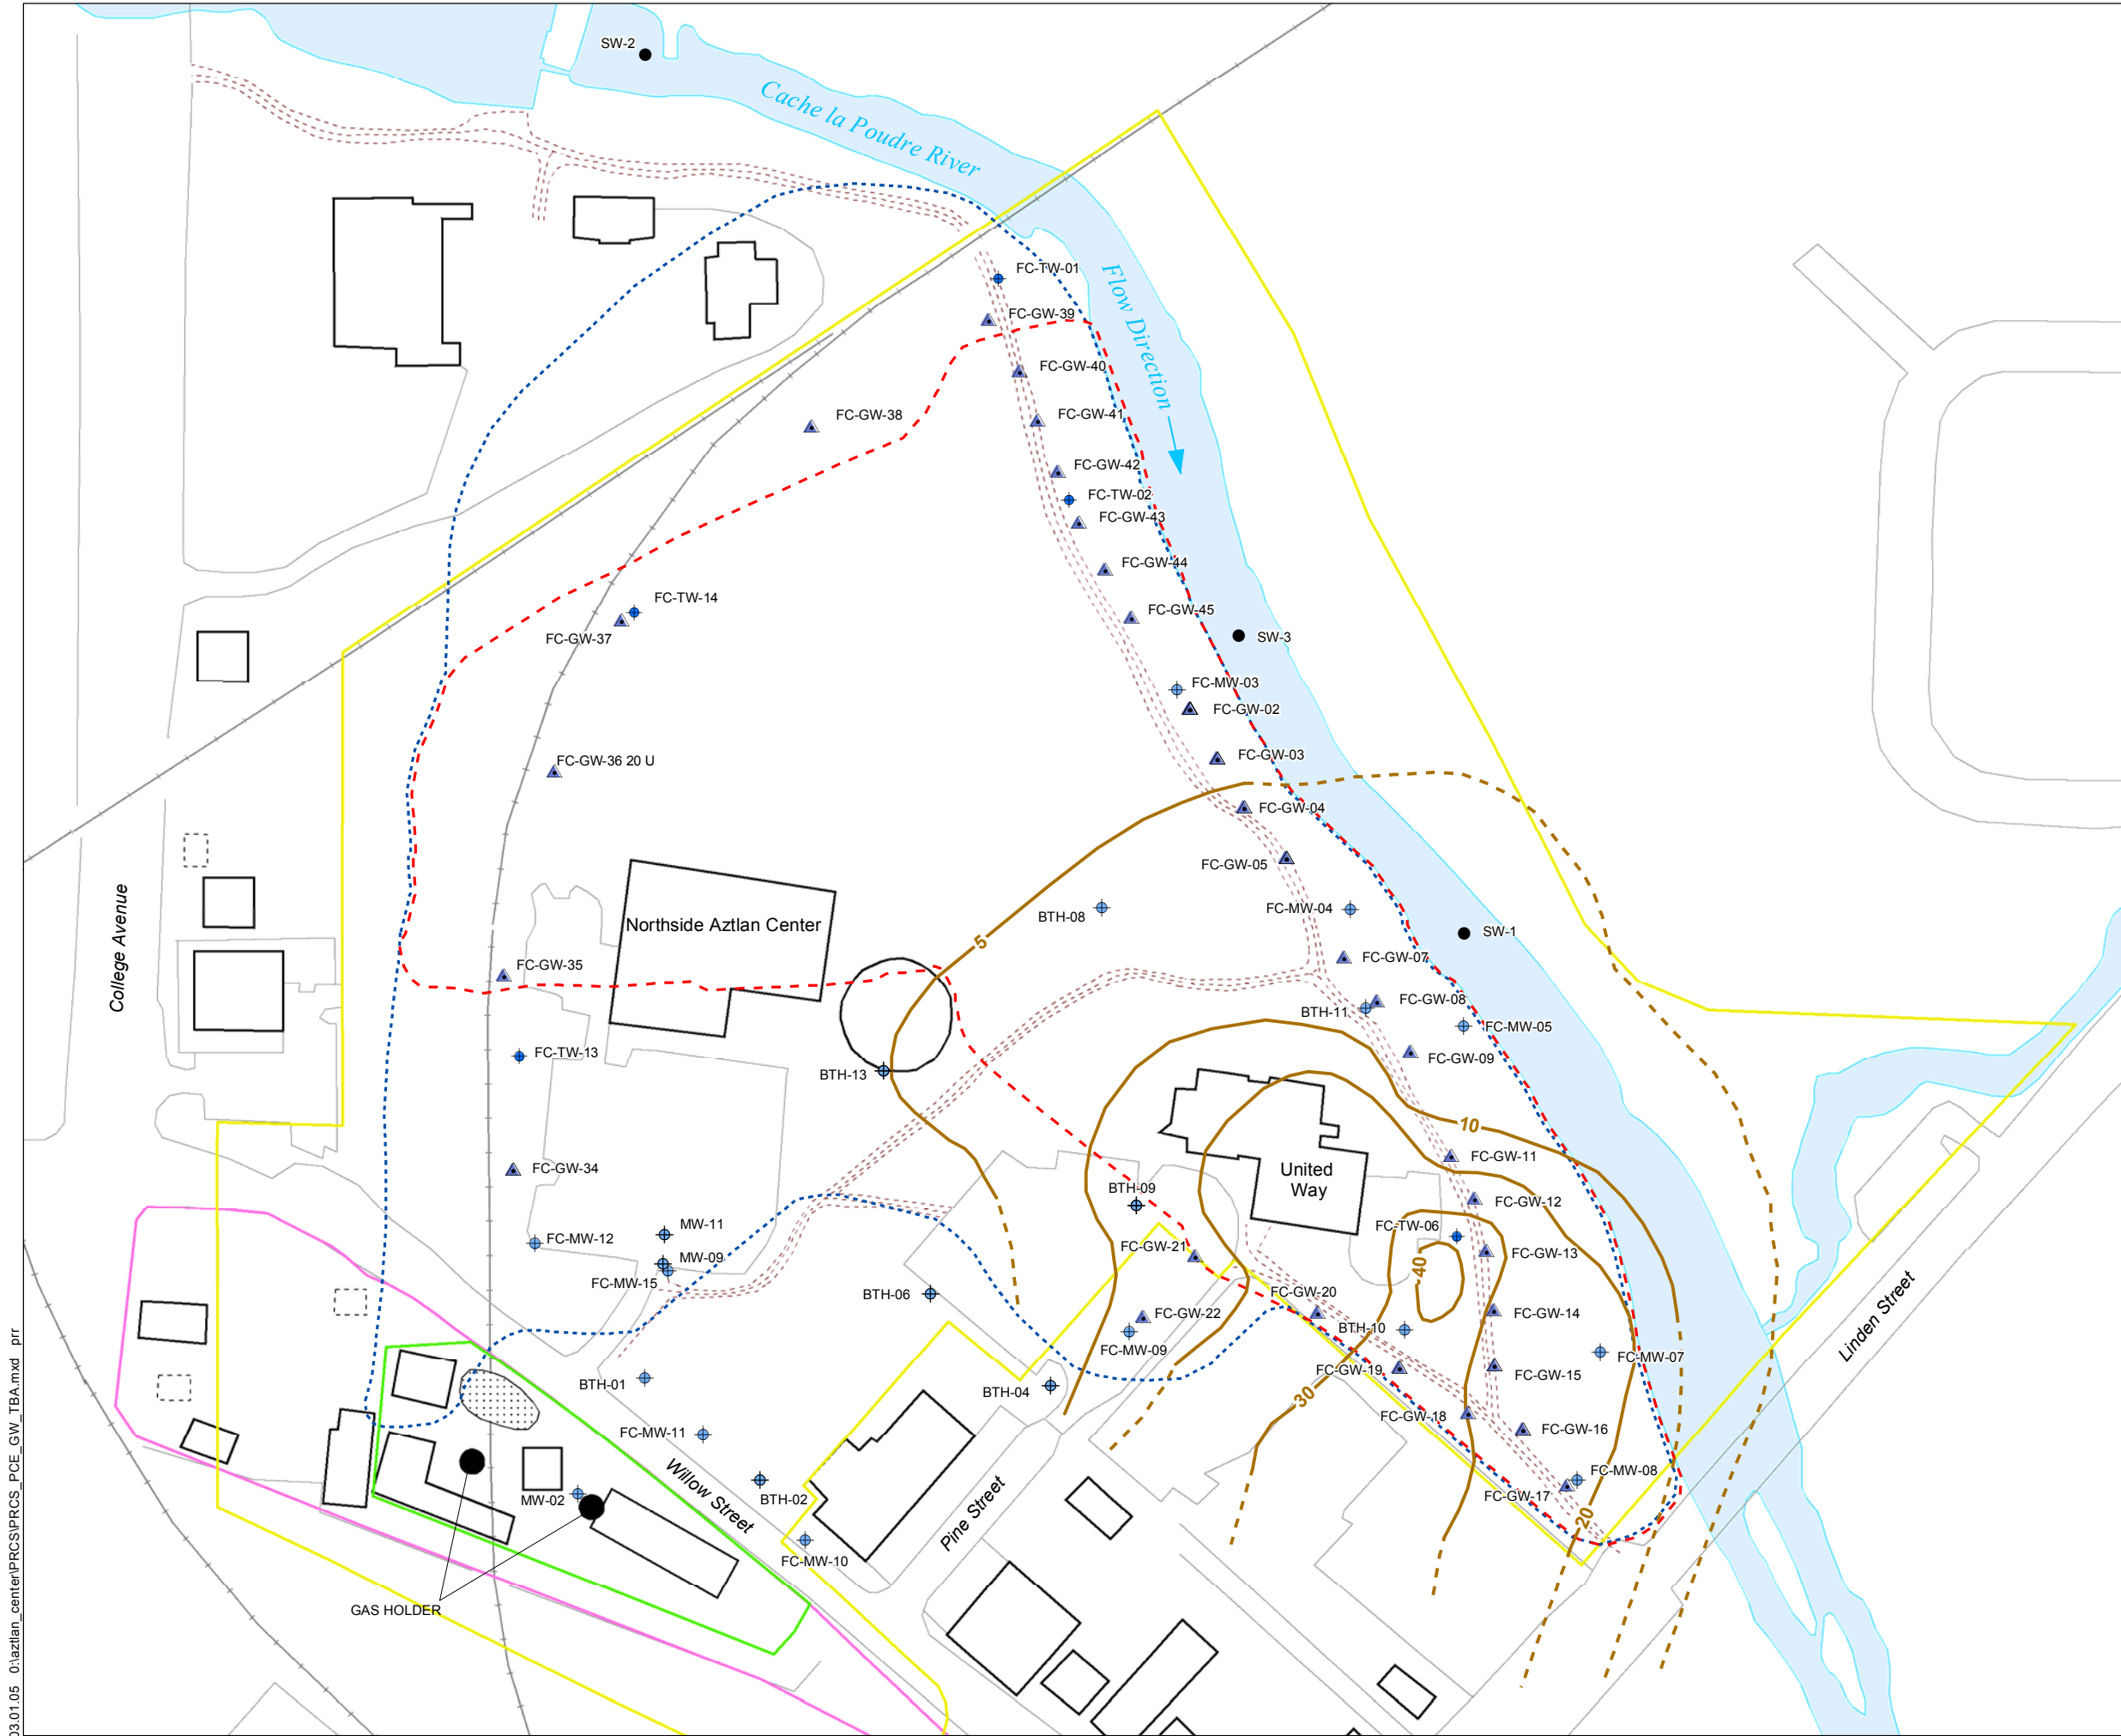 SW-2
Cache la Poudre River
Flow Direction
FC-TW-01
FC-GW-39
FC-GW-40
FC-GW-38
FC-GW-41
FC-GW-42
FC-TW-02
FC-GW-43
FC-GW-44
FC-TW-14
FC-GW-45
FC-GW-37
SW-3
FC-MW-03
FC-GW-02
FC-GW-03
FC-GW-36 20 U
FC-GW-04
FC-GW-05
FC-MW-04
BTH-08
Northside Aztlan Center
SW-1
5
College Avenue
FC-GW-07
FC-GW-35
FC-GW-08
BTH-11
FC-MW-05
FC-TW-13
FC-GW-09
BTH-13
10
FC-GW-11
FC-GW-34
United
Way
BTH-09
FC-GW-12
MW-11
FC-TW-06
FC-MW-12
FC-GW-21
FC-GW-13
MW-09
40
FC-MW-15
BTH-06
FC-GW-20
FC-GW-22
FC-GW-14
Linden Street
BTH-10
FC-MW-09
FC-MW-07
FC-GW-19
FC-GW-15
BTH-01
BTH-04
30
FC-GW-18
FC-MW-11
FC-GW-16
FC-MW-08
Willow Street
FC-GW-17
MW-02
BTH-02
Pine Street
20
FC-MW-10
GAS HOLDER
03.01.05 0:\aztlan_center\PRCS\PRCS_PCE_GW_TBA.mxd prr